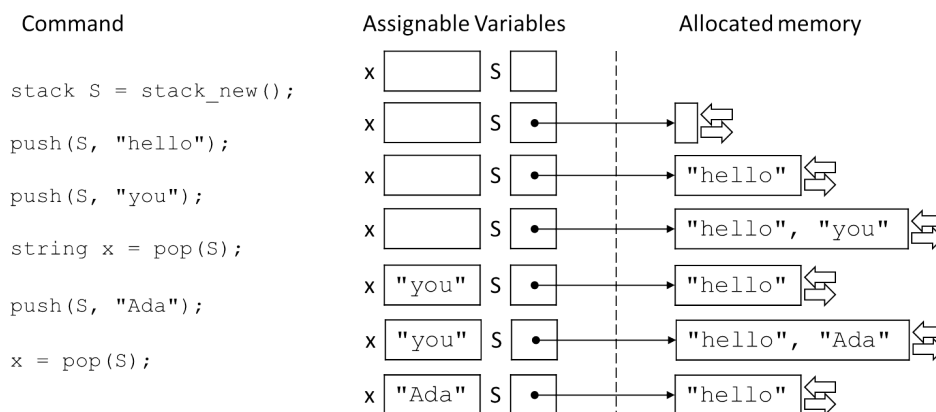 Command Assignable Variables Allocated memory
x S
stack S = stack_new();
x S
push(S, "hello");
x S "hello"
push(S, "you");
x S "hello", "you"
string x = pop(S);
x "you" S "hello"
push(S, "Ada");
x "you" S "hello", "Ada"
x = pop(S);
x "Ada" S "hello"